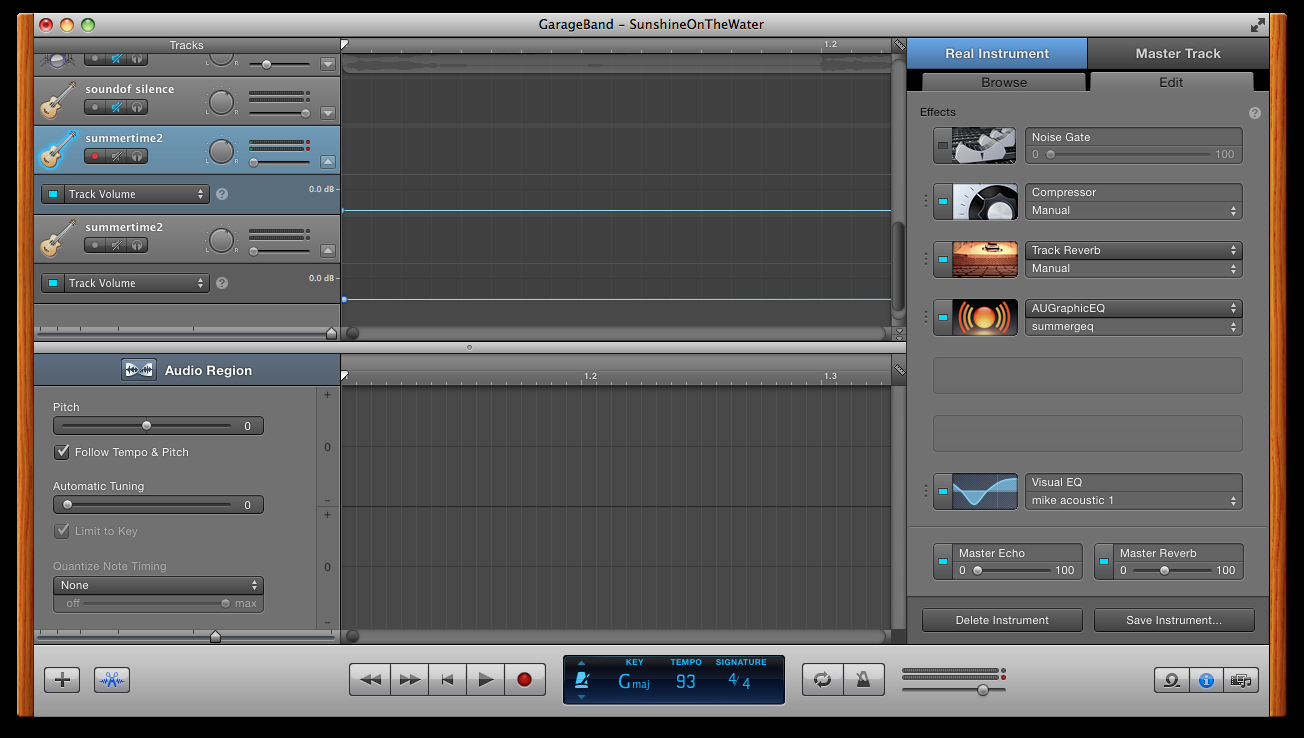 GarageBand – SunshineOnTheWater
Tracks
1.2
L R
soundof silence
L R
summertime2
L R
Track Volume
?
0.0 dB
summertime2
L R
Track Volume
?
0.0 dB
Real Instrument
Master Track
Browse
Edit
Effects
?
Noise Gate
0 100
Compressor
Manual
Track Reverb
Manual
AUGraphicEQ
summergeq
Visual EQ
mike acoustic 1
Master Echo
0 100
Master Reverb
0 100
Delete Instrument
Save Instrument...
Audio Region
1.2
1.3
Pitch
0
Follow Tempo & Pitch
Automatic Tuning
0
Limit to Key
Quantize Note Timing
None
off max
+
0
–
+
0
–
KEY TEMPO SIGNATURE
Gmaj 93 4/4